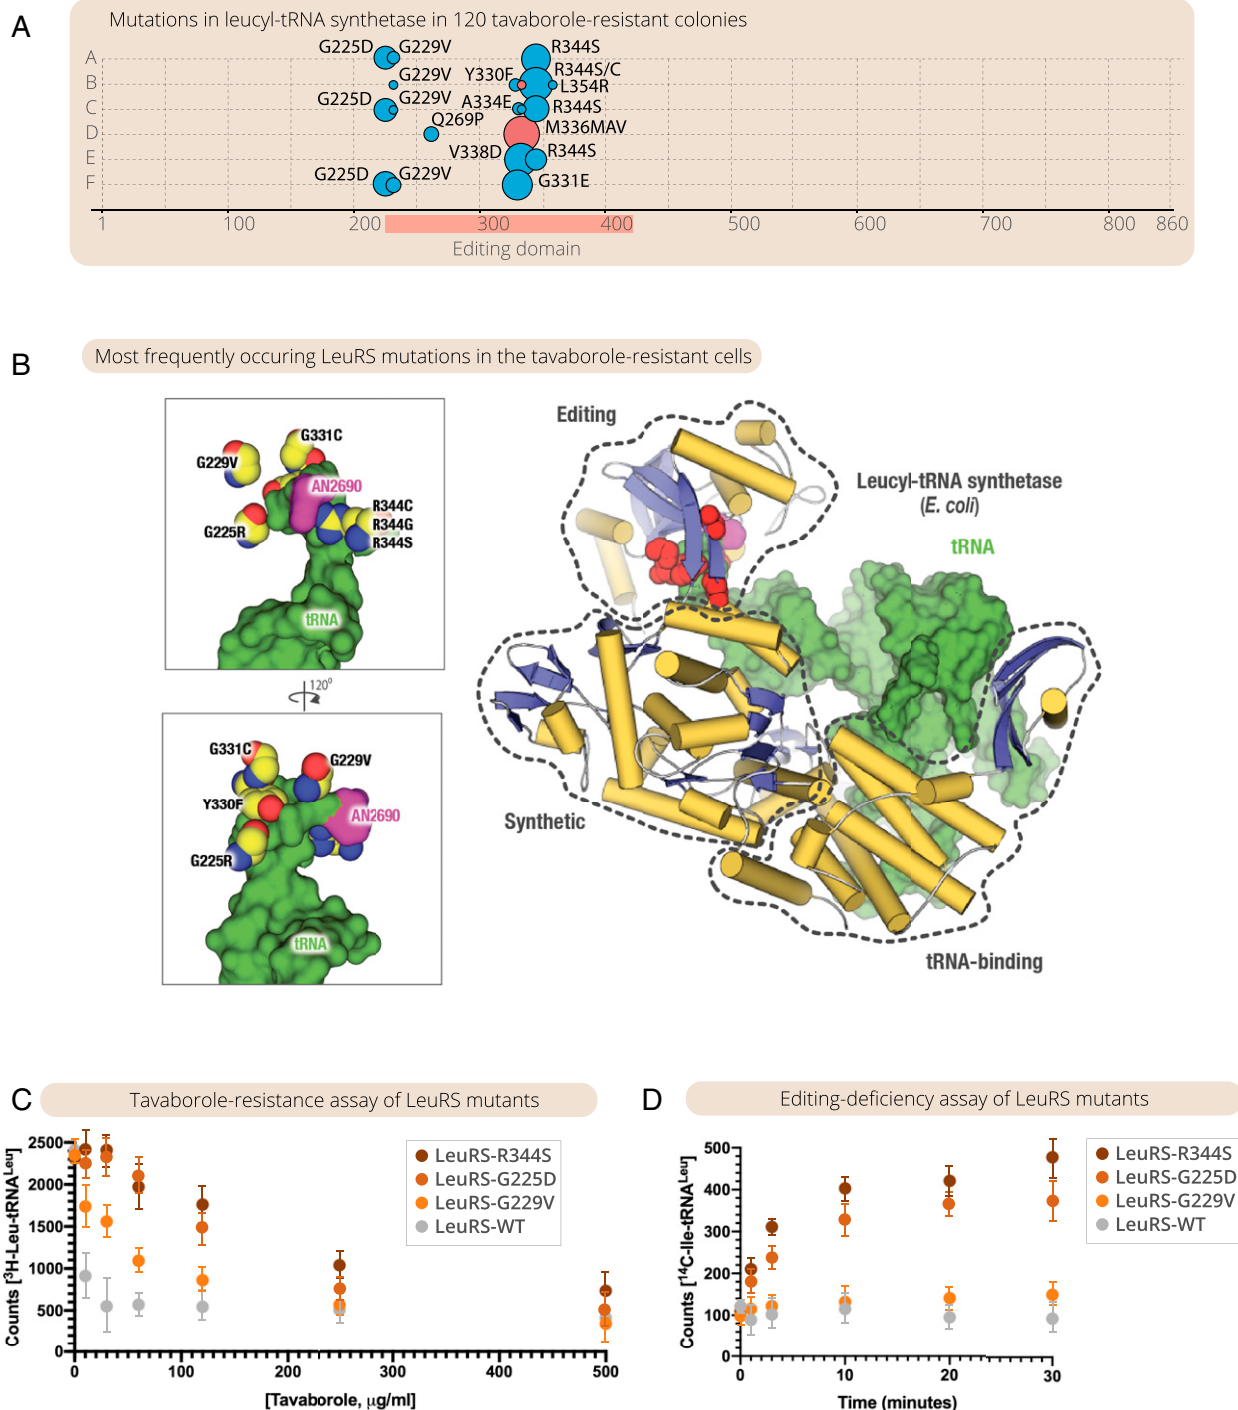 A
Mutations in leucyl-tRNA synthetase in 120 tavaborole-resistant colonies
A
G225D
G229V
R344S
B
G229V
Y330F
R344S/C
L354R
C
G225D
G229V
A334E
R344S
D
Q269P
M336MAV
E
V338D
R344S
F
G225D
G229V
G331E
1
100
200
300
400
500
600
700
800
860
Editing domain
B
Most frequently occuring LeuRS mutations in the tavaborole-resistant cells
G331C
G229V
AN2690
R344C
R344G
R344S
G225R
tRNA
120°
G331C
G229V
Y330F
AN2690
G225R
tRNA
Editing
Leucyl-tRNA synthetase
(E. coli)
tRNA
Synthetic
tRNA-binding
C
Tavaborole-resistance assay of LeuRS mutants
Counts [³H-Leu-tRNA^Leu]
2500
2000
1500
1000
500
0
0
100
200
300
400
500
[Tavaborole, μg/ml]
LeuRS-R344S
LeuRS-G225D
LeuRS-G229V
LeuRS-WT
D
Editing-deficiency assay of LeuRS mutants
Counts [¹⁴C-Ile-tRNA^Leu]
500
400
300
200
100
0
0
10
20
30
Time (minutes)
LeuRS-R344S
LeuRS-G225D
LeuRS-G229V
LeuRS-WT